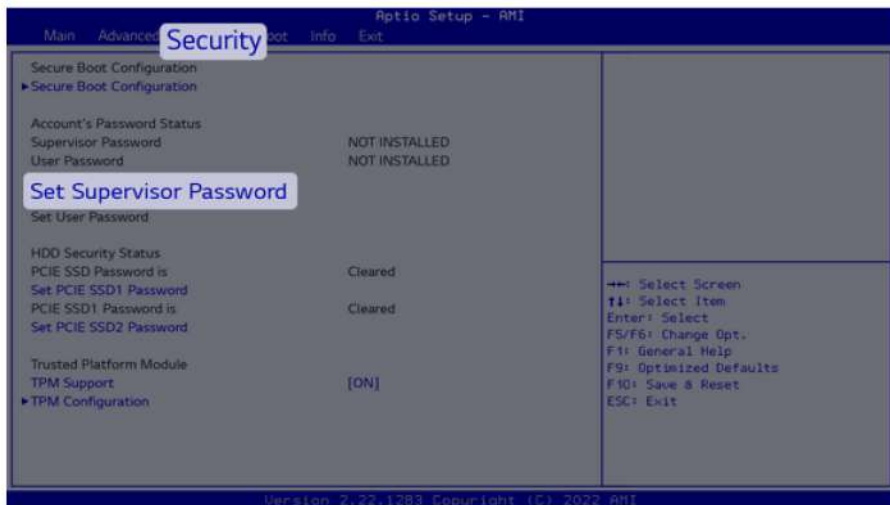 Aptio Setup - AMI
Main Advanced Security Boot Info Exit
Secure Boot Configuration
►Secure Boot Configuration
Account's Password Status
Supervisor Password NOT INSTALLED
User Password NOT INSTALLED
Set Supervisor Password
Set User Password
HDD Security Status
PCIE SSD Password is Cleared
Set PCIE SSD1 Password
PCIE SSD1 Password is Cleared
Set PCIE SSD2 Password
Trusted Platform Module
TPM Support [ON]
►TPM Configuration
→←: Select Screen
↑↓: Select Item
Enter: Select
F5/F6: Change Opt.
F1: General Help
F9: Optimized Defaults
F10: Save & Reset
ESC: Exit
Version 2.22.1283 Copyright (C) 2022 AMI